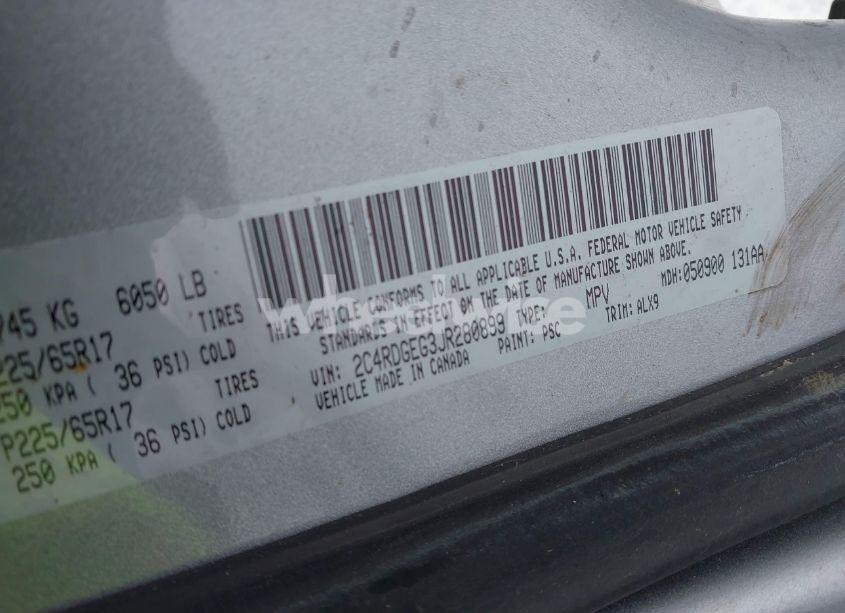 745 KG 6050 LB
225/65R17 TIRES
250 KPA ( 36 PSI) COLD
P225/65R17 TIRES
250 KPA ( 36 PSI) COLD
THIS VEHICLE CONFORMS TO ALL APPLICABLE U.S.A. FEDERAL MOTOR VEHICLE SAFETY
STANDARDS IN EFFECT ON THE DATE OF MANUFACTURE SHOWN ABOVE.
VIN: 2C4RDGEG3JR280899 TYPE: MPV MDH:050900 131AA
VEHICLE MADE IN CANADA PAINT: PSC TRIM: ALX9
wheelwise